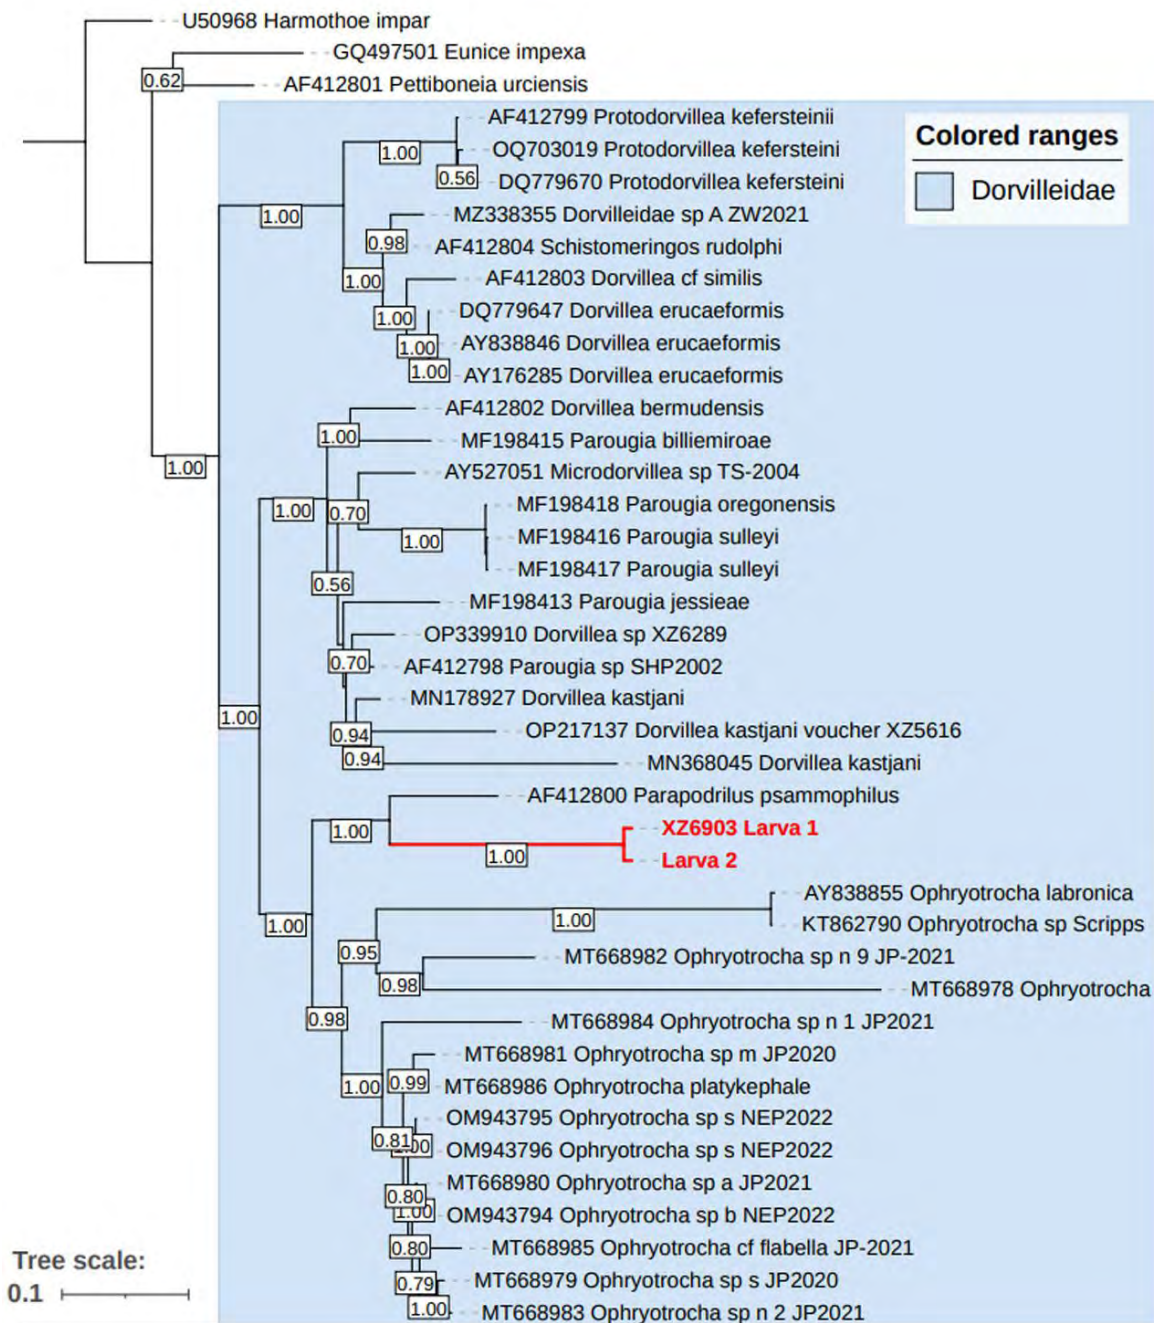 U50968 Harmothoe impar
GQ497501 Eunice impexa
0.62
AF412801 Pettiboneia urciensis
AF412799 Protodorvillea kefersteinii
Colored ranges
1.00
OQ703019 Protodorvillea kefersteini
0.56
DQ779670 Protodorvillea kefersteini
Dorvilleidae
1.00
MZ338355 Dorvilleidae sp A ZW2021
0.98
AF412804 Schistomeringos rudolphi
1.00
AF412803 Dorvillea cf similis
DQ779647 Dorvillea erucaeformis
1.00
AY838846 Dorvillea erucaeformis
1.00
AY176285 Dorvillea erucaeformis
1.00
AF412802 Dorvillea bermudensis
1.00
MF198415 Parougia billiemiroae
1.00
AY527051 Microdorvillea sp TS-2004
MF198418 Parougia oregonensis
1.00
0.70
MF198416 Parougia sulleyi
1.00
MF198417 Parougia sulleyi
0.56
MF198413 Parougia jessieae
OP339910 Dorvillea sp XZ6289
0.70
AF412798 Parougia sp SHP2002
MN178927 Dorvillea kastjani
1.00
OP217137 Dorvillea kastjani voucher XZ5616
0.94
MN368045 Dorvillea kastjani
0.94
AF412800 Parapodrilus psammophilus
1.00
XZ6903 Larva 1
1.00
Larva 2
AY838855 Ophryotrocha labronica
1.00
1.00
KT862790 Ophryotrocha sp Scripps
0.95
MT668982 Ophryotrocha sp n 9 JP-2021
0.98
MT668978 Ophryotrocha
0.98
MT668984 Ophryotrocha sp n 1 JP2021
MT668981 Ophryotrocha sp m JP2020
1.00
0.99
MT668986 Ophryotrocha platykephale
OM943795 Ophryotrocha sp s NEP2022
0.81
OM943796 Ophryotrocha sp s NEP2022
MT668980 Ophryotrocha sp a JP2021
0.80
1.00
OM943794 Ophryotrocha sp b NEP2022
0.80
MT668985 Ophryotrocha cf flabella JP-2021
Tree scale:
0.79
MT668979 Ophryotrocha sp s JP2020
0.1
1.00
MT668983 Ophryotrocha sp n 2 JP2021